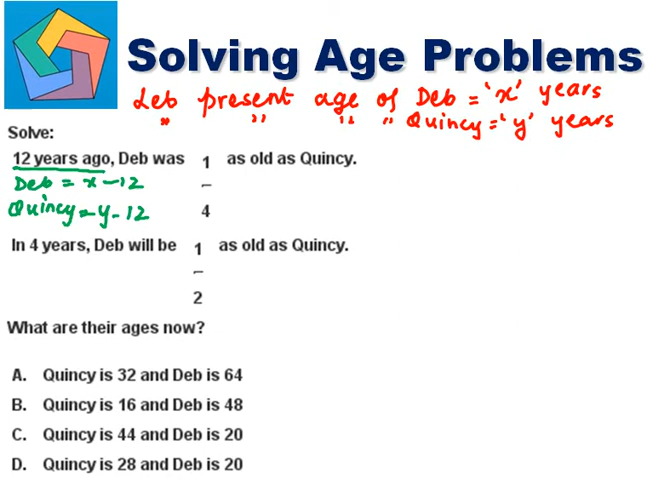 Solving Age Problems
Let present age of Deb = 'x' years
" " " " Quincy = 'y' years
Solve:
12 years ago, Deb was 1/4 as old as Quincy.
Deb = x - 12
Quincy = y - 12
In 4 years, Deb will be 1/2 as old as Quincy.
What are their ages now?
A. Quincy is 32 and Deb is 64
B. Quincy is 16 and Deb is 48
C. Quincy is 44 and Deb is 20
D. Quincy is 28 and Deb is 20